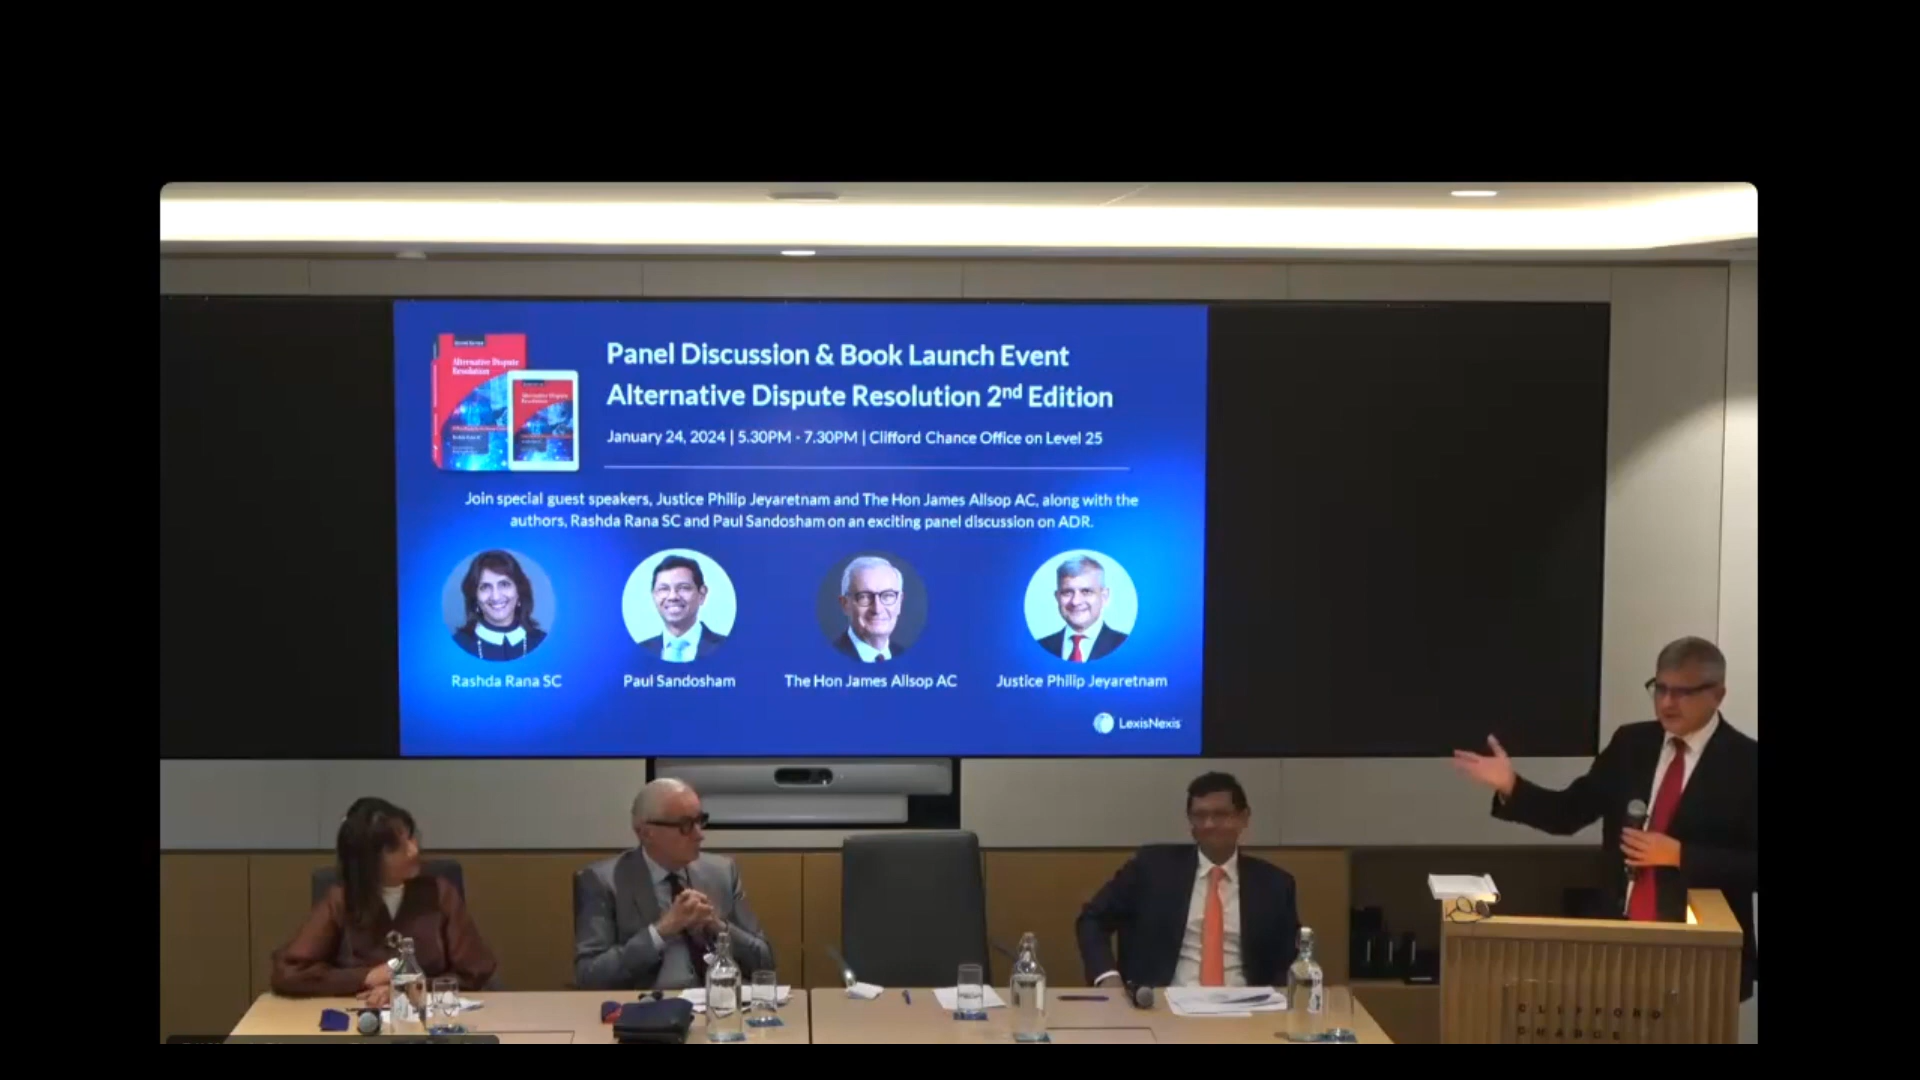 Panel Discussion & Book Launch Event
Alternative Dispute Resolution 2nd Edition
January 24, 2024 | 5.30PM - 7.30PM | Clifford Chance Office on Level 25
Alternative Dispute
Resolution
Join special guest speakers, Justice Philip Jeyaretnam and The Hon James Allsop AC, along with the
authors, Rashda Rana SC and Paul Sandosham on an exciting panel discussion on ADR.
Rashda Rana SC
Paul Sandosham
The Hon James Allsop AC
Justice Philip Jeyaretnam
LexisNexis
CLIFFORD
CHANCE